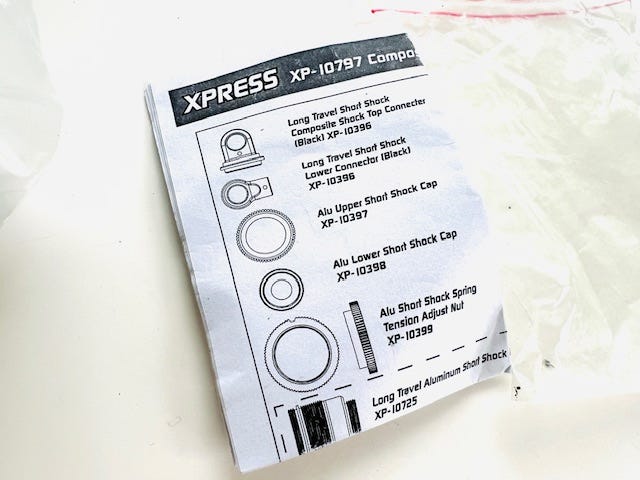 XPRESS XP-10797
Long Travel Short Shock
Composite Shock Top Connecter
(Black) XP-10396
Long Travel Short Shock
Lower Connector (Black)
XP-10396
Alu Upper Short Shock Cap
XP-10397
Alu Lower Short Shock Cap
XP-10398
Alu Short Shock Spring
Tension Adjust Nut
XP-10399
Long Travel Aluminum Short Shock
XP-10725